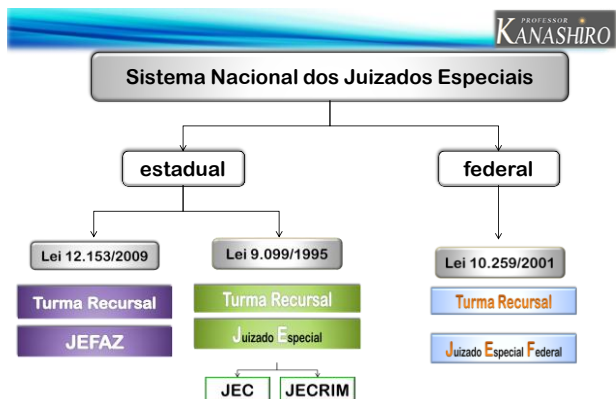 PROFESSOR
KANASHIRO
Sistema Nacional dos Juizados Especiais
estadual
federal
Lei 12.153/2009
Lei 9.099/1995
Lei 10.259/2001
Turma Recursal
Turma Recursal
Turma Recursal
JEFAZ
Juizado Especial
Juizado Especial Federal
JEC
JECRIM